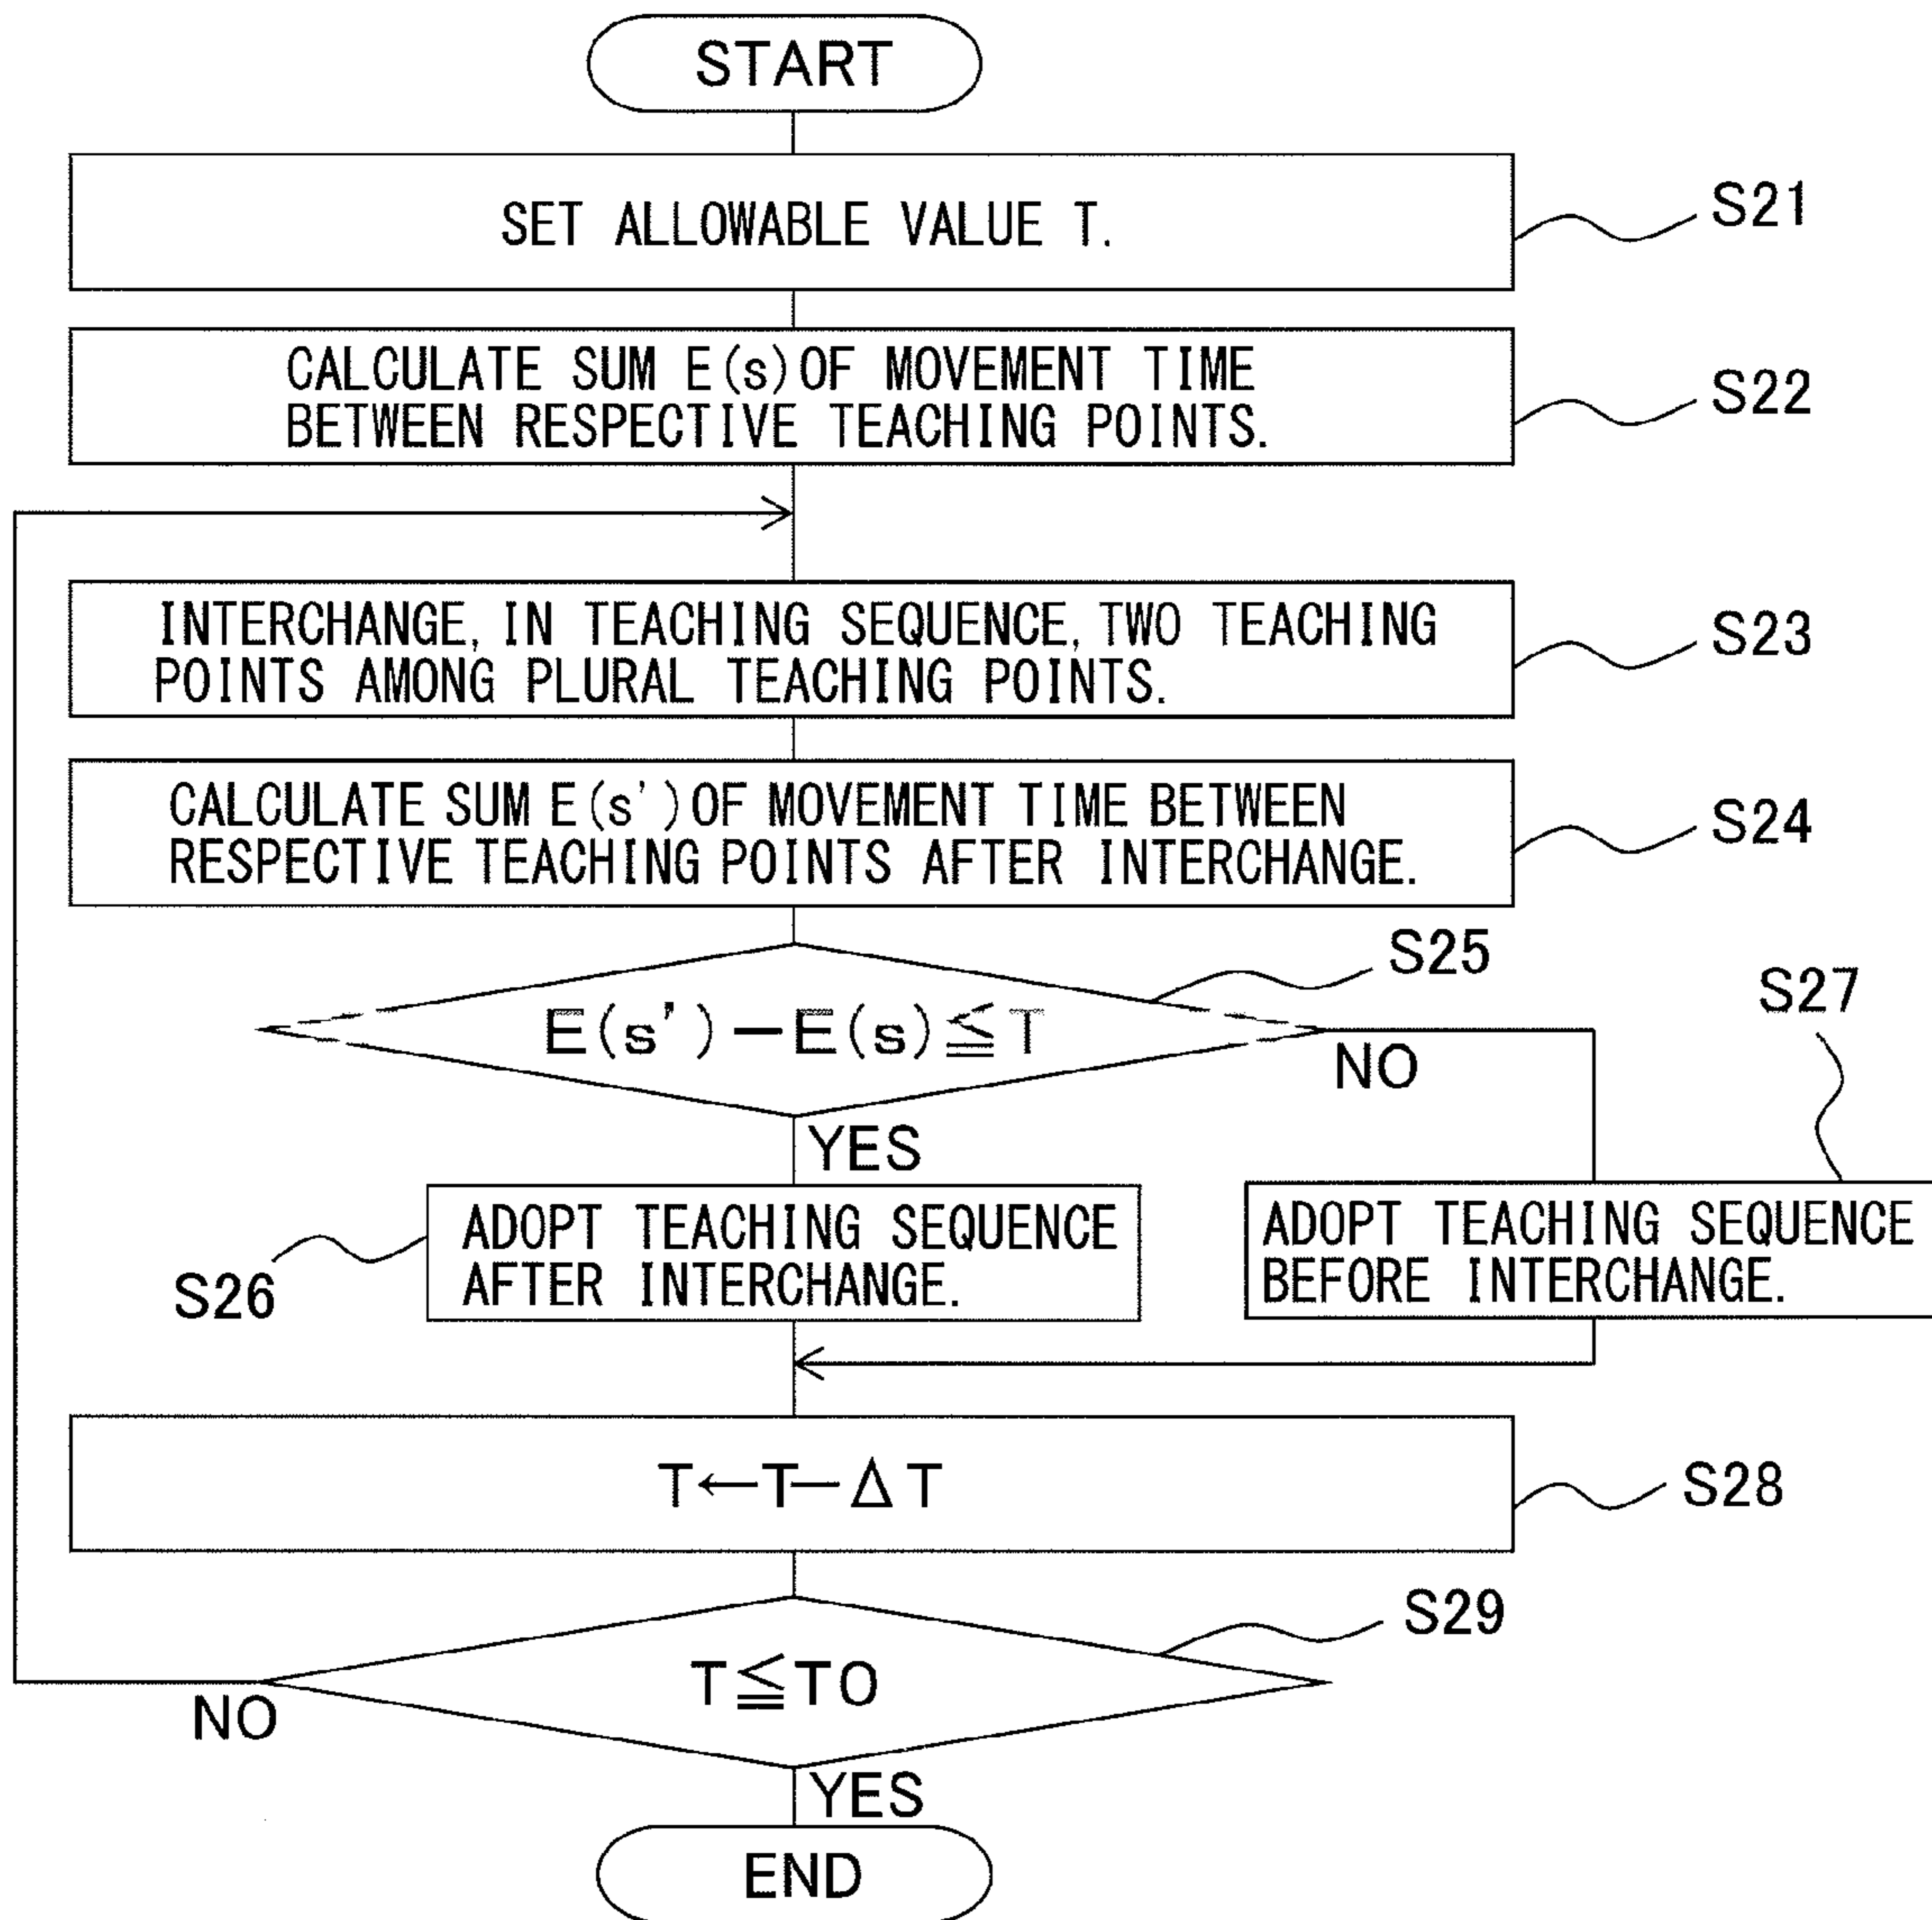 START
SET ALLOWABLE VALUE T.
S21
CALCULATE SUM E(s) OF MOVEMENT TIME
BETWEEN RESPECTIVE TEACHING POINTS.
S22
INTERCHANGE, IN TEACHING SEQUENCE, TWO TEACHING
POINTS AMONG PLURAL TEACHING POINTS.
S23
CALCULATE SUM E(s') OF MOVEMENT TIME BETWEEN
RESPECTIVE TEACHING POINTS AFTER INTERCHANGE.
S24
S25
E(s')−E(s)≦T
NO
YES
S27
ADOPT TEACHING SEQUENCE
AFTER INTERCHANGE.
S26
ADOPT TEACHING SEQUENCE
BEFORE INTERCHANGE.
T←T−ΔT
S28
S29
T≦T0
NO
YES
END